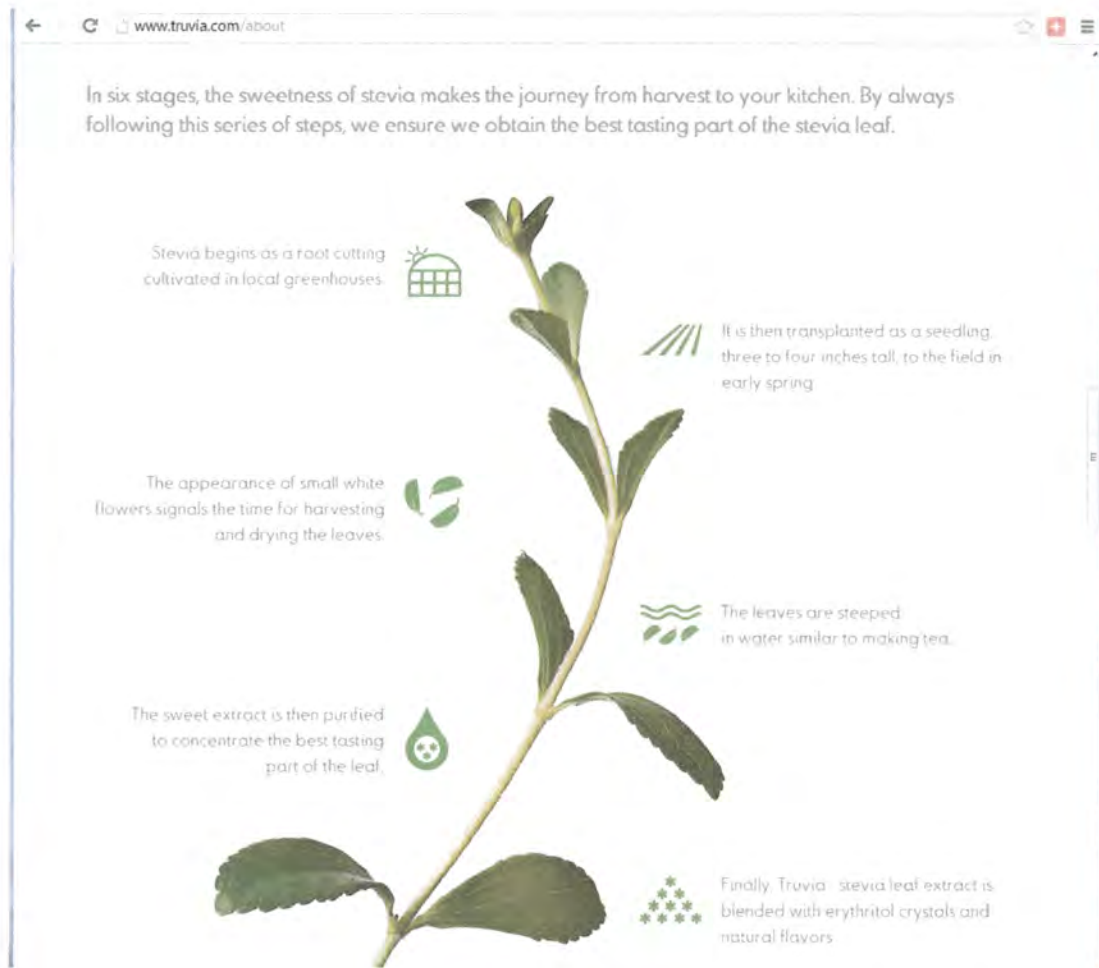 www.truvia.com/about
In six stages, the sweetness of stevia makes the journey from harvest to your kitchen. By always
following this series of steps, we ensure we obtain the best tasting part of the stevia leaf.
Stevia begins as a root cutting
cultivated in local greenhouses.
It is then transplanted as a seedling,
three to four inches tall, to the field in
early spring
The appearance of small white
flowers signals the time for harvesting
and drying the leaves.
The leaves are steeped
in water similar to making tea.
The sweet extract is then purified
to concentrate the best tasting
part of the leaf.
Finally, Truvia stevia leaf extract is
blended with erythritol crystals and
natural flavors